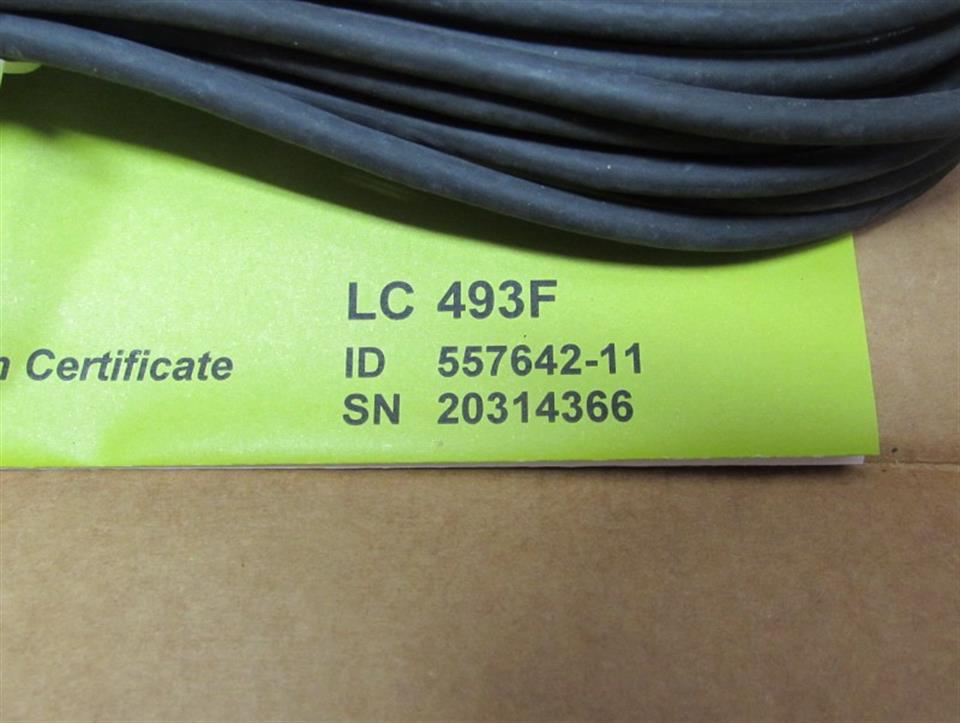 LC 493F
Certificate
ID 557642-11
SN 20314366